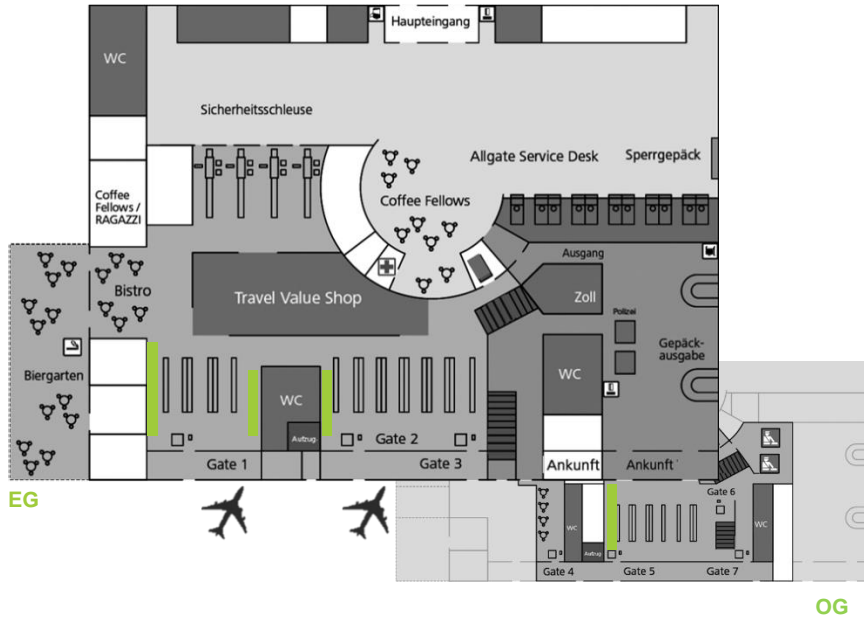 Haupteingang
WC
Sicherheitsschleuse
Allgate Service Desk
Sperrgepäck
Coffee
Fellows /
RAGAZZI
Coffee Fellows
Ausgang
Bistro
Travel Value Shop
Zoll
Polizei
Gepäck-
ausgabe
Biergarten
WC
WC
Aufzug
Gate 2
Gate 1
Gate 3
Ankunft
Ankunft
EG
Gate 6
WC
WC
Aufzug
Gate 4
Gate 5
Gate 7
OG